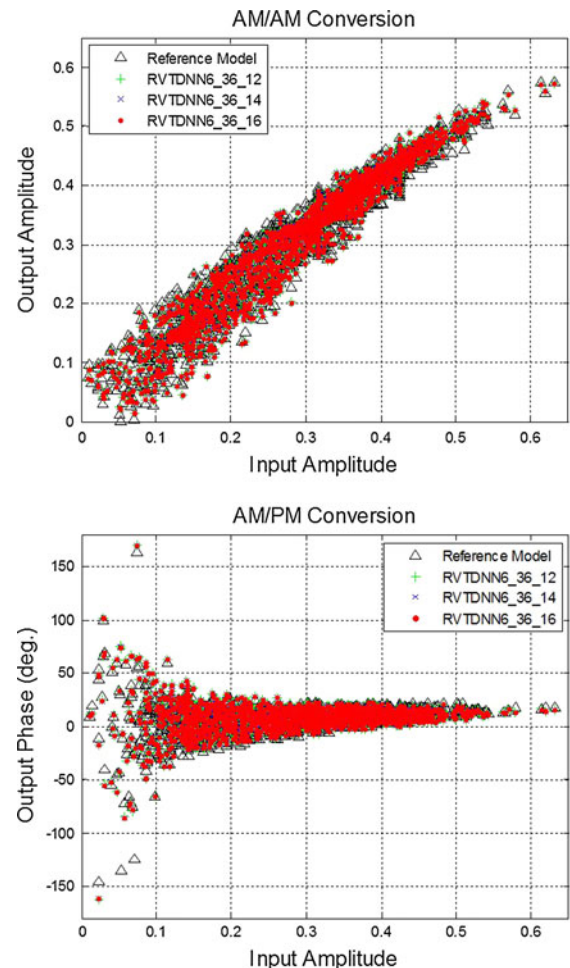 AM/AM Conversion
Reference Model
RVTDNN6_36_12
RVTDNN6_36_14
RVTDNN6_36_16
Output Amplitude
0.6
0.5
0.4
0.3
0.2
0.1
0
0 0.1 0.2 0.3 0.4 0.5 0.6
Input Amplitude
AM/PM Conversion
Reference Model
RVTDNN6_36_12
RVTDNN6_36_14
RVTDNN6_36_16
Output Phase (deg.)
150
100
50
0
-50
-100
-150
0 0.1 0.2 0.3 0.4 0.5 0.6
Input Amplitude